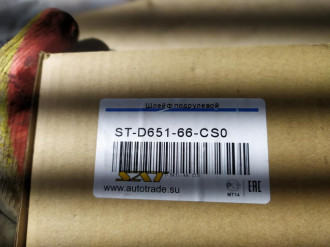 Шлейф подрулевой
ST-D651-66-CS0
SAT
www.autotrade.su
EAC